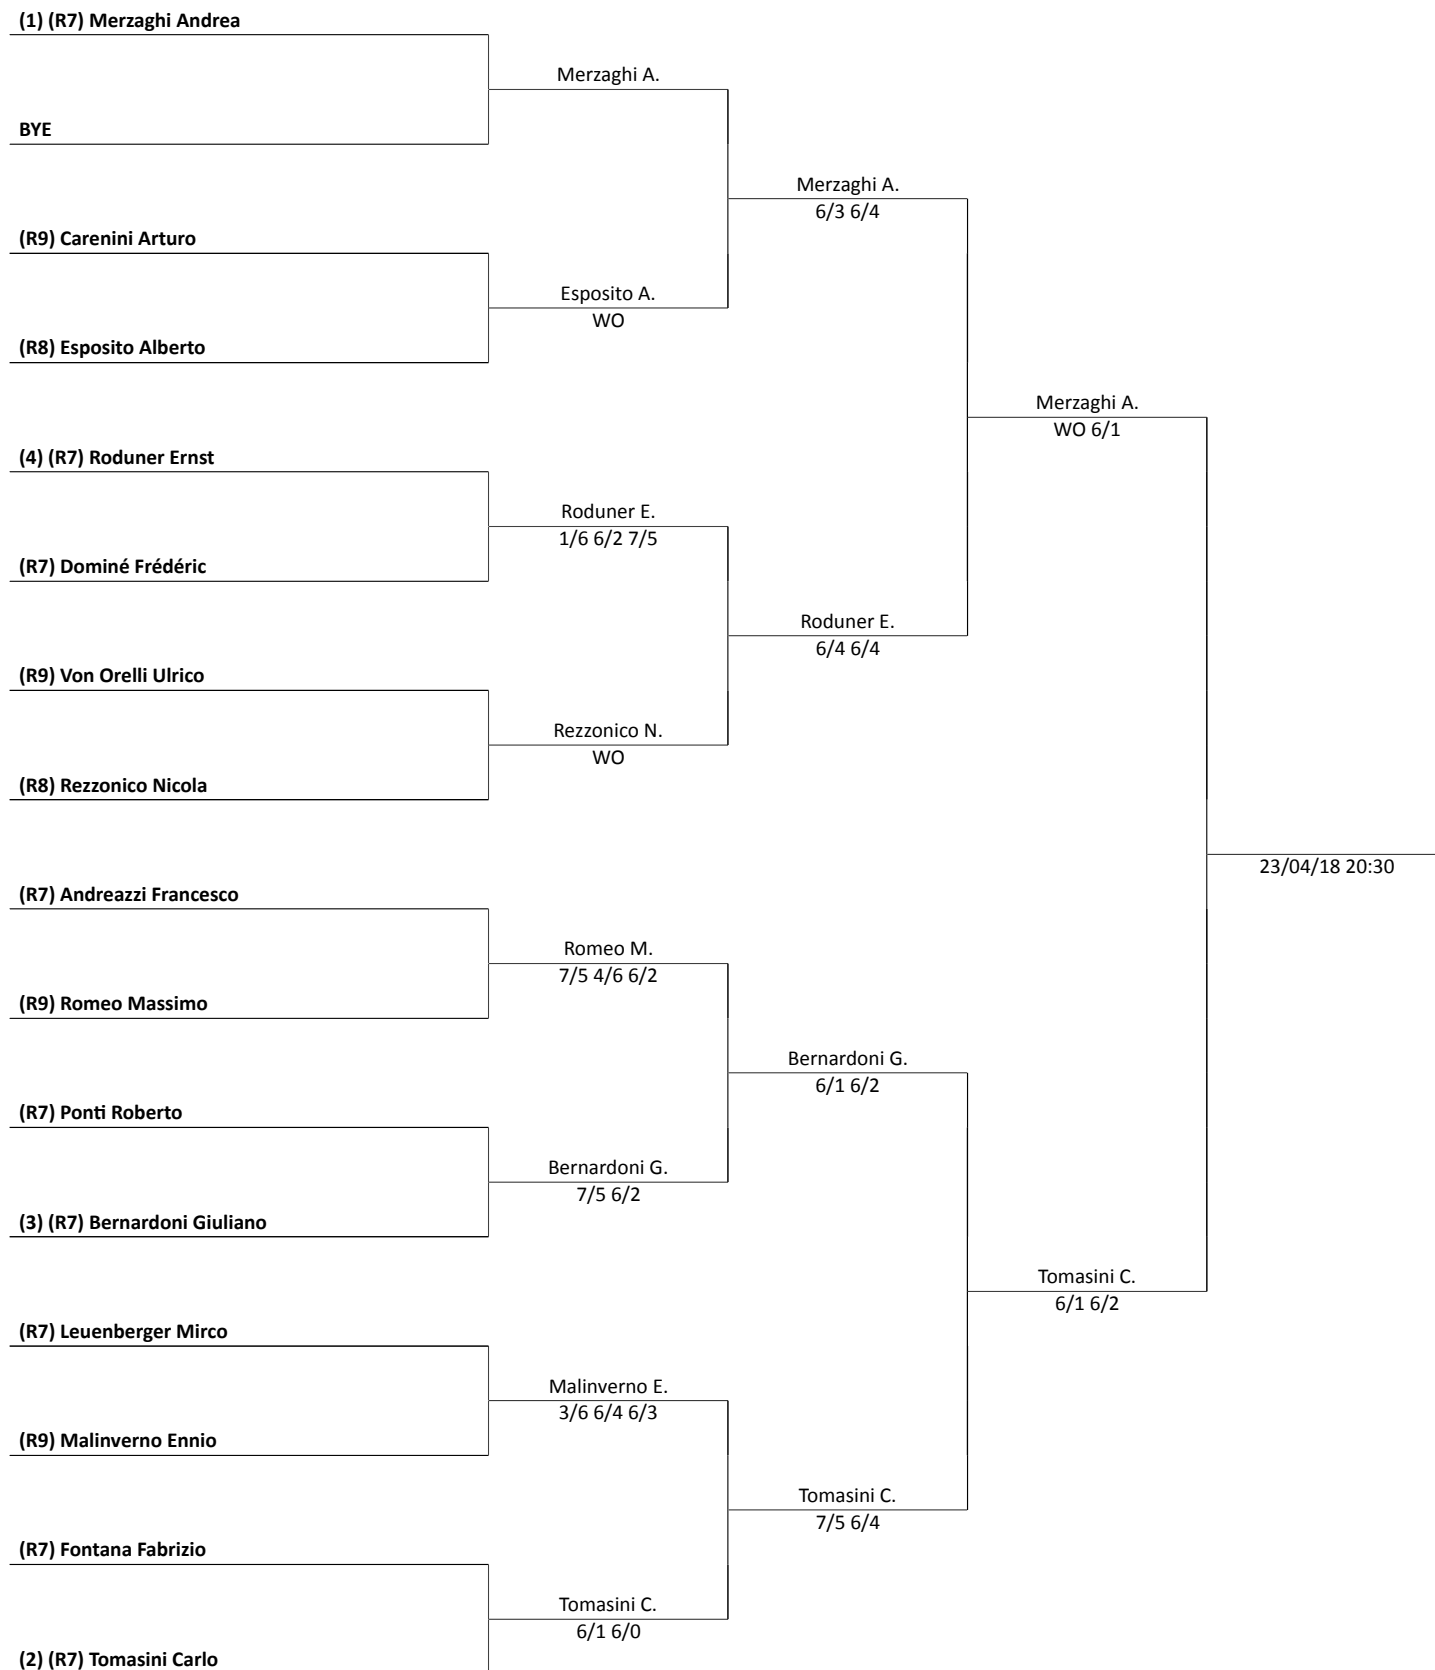 (1) (R7) Merzaghi Andrea
Merzaghi A.
BYE
Merzaghi A.
6/3 6/4
(R9) Carenini Arturo
Esposito A.
WO
(R8) Esposito Alberto
Merzaghi A.
WO 6/1
(4) (R7) Roduner Ernst
Roduner E.
1/6 6/2 7/5
(R7) Dominé Frédéric
Roduner E.
6/4 6/4
(R9) Von Orelli Ulrico
Rezzonico N.
WO
(R8) Rezzonico Nicola
23/04/18 20:30
(R7) Andreazzi Francesco
Romeo M.
7/5 4/6 6/2
(R9) Romeo Massimo
Bernardoni G.
6/1 6/2
(R7) Ponti Roberto
Bernardoni G.
7/5 6/2
(3) (R7) Bernardoni Giuliano
Tomasini C.
6/1 6/2
(R7) Leuenberger Mirco
Malinverno E.
3/6 6/4 6/3
(R9) Malinverno Ennio
Tomasini C.
7/5 6/4
(R7) Fontana Fabrizio
Tomasini C.
6/1 6/0
(2) (R7) Tomasini Carlo